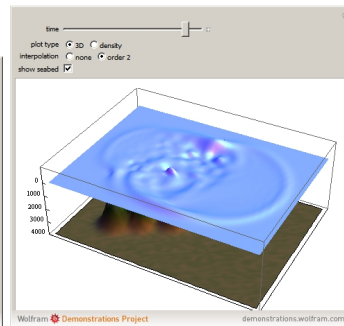 time
plot type 3D density
interpolation none order 2
show seabed
0
1000
2000
3000
4000
Wolfram Demonstrations Project demonstrations.wolfram.com